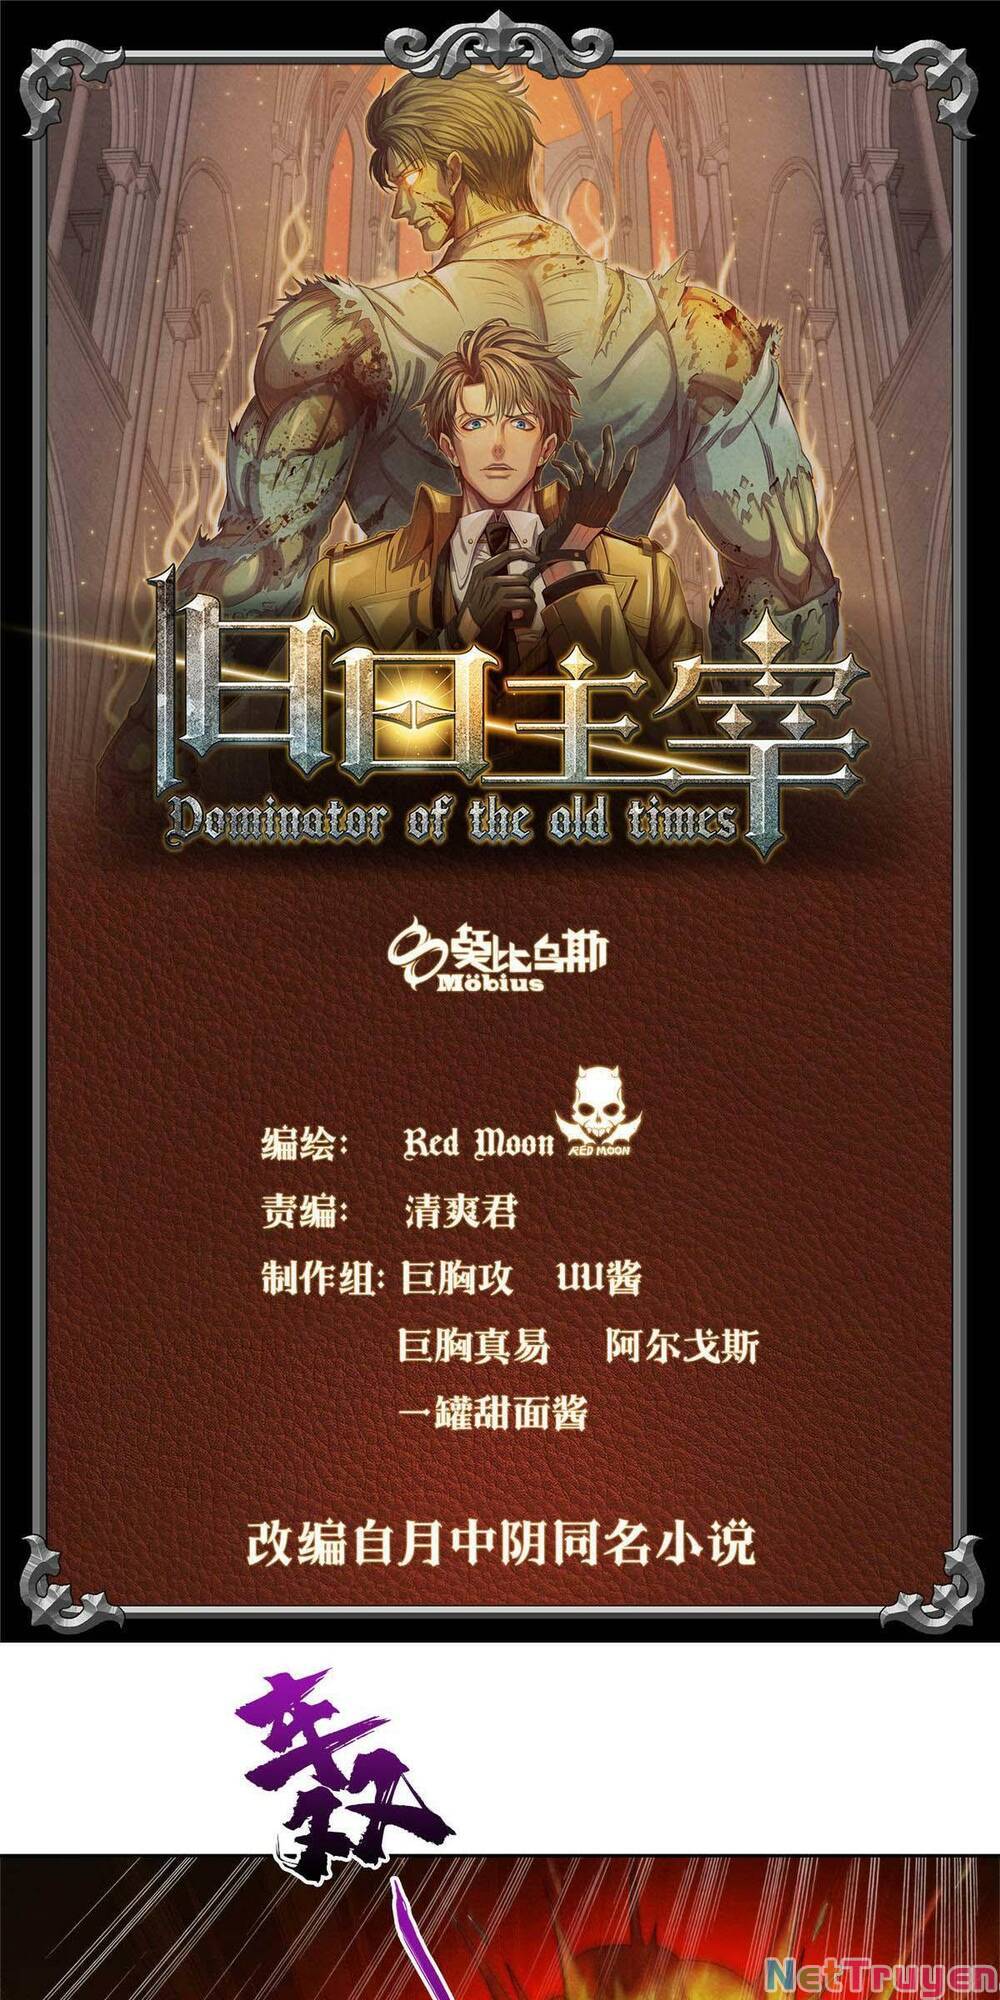 旧日主宰
Dominator of the old times
莫比乌斯
Möbius
编绘： Red Moon
RED MOON
责编： 清爽君
制作组： 巨胸攻 UU酱
巨胸真易 阿尔戈斯
一罐甜面酱
改编自月中阴同名小说
轰
NetTruyen